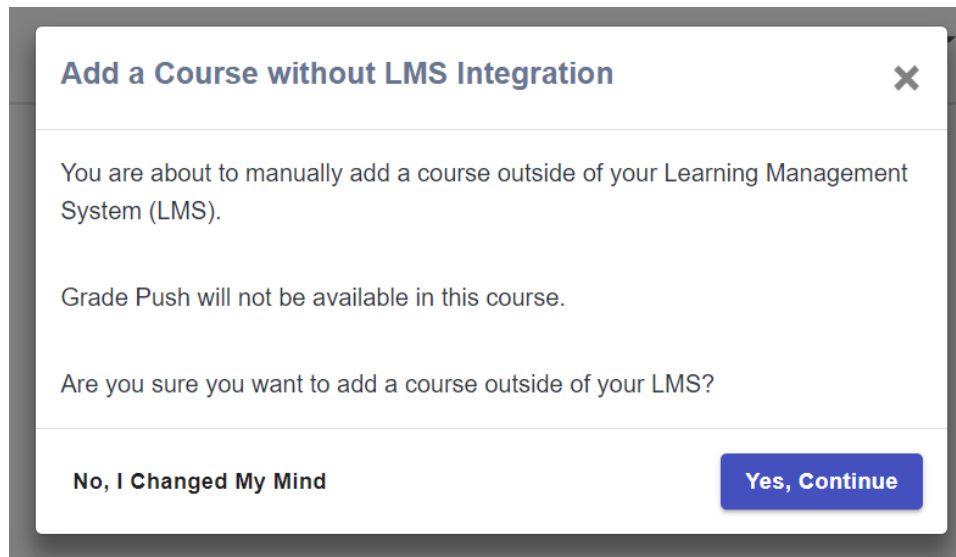 Add a Course without LMS Integration
You are about to manually add a course outside of your Learning Management
System (LMS).
Grade Push will not be available in this course.
Are you sure you want to add a course outside of your LMS?
No, I Changed My Mind
Yes, Continue